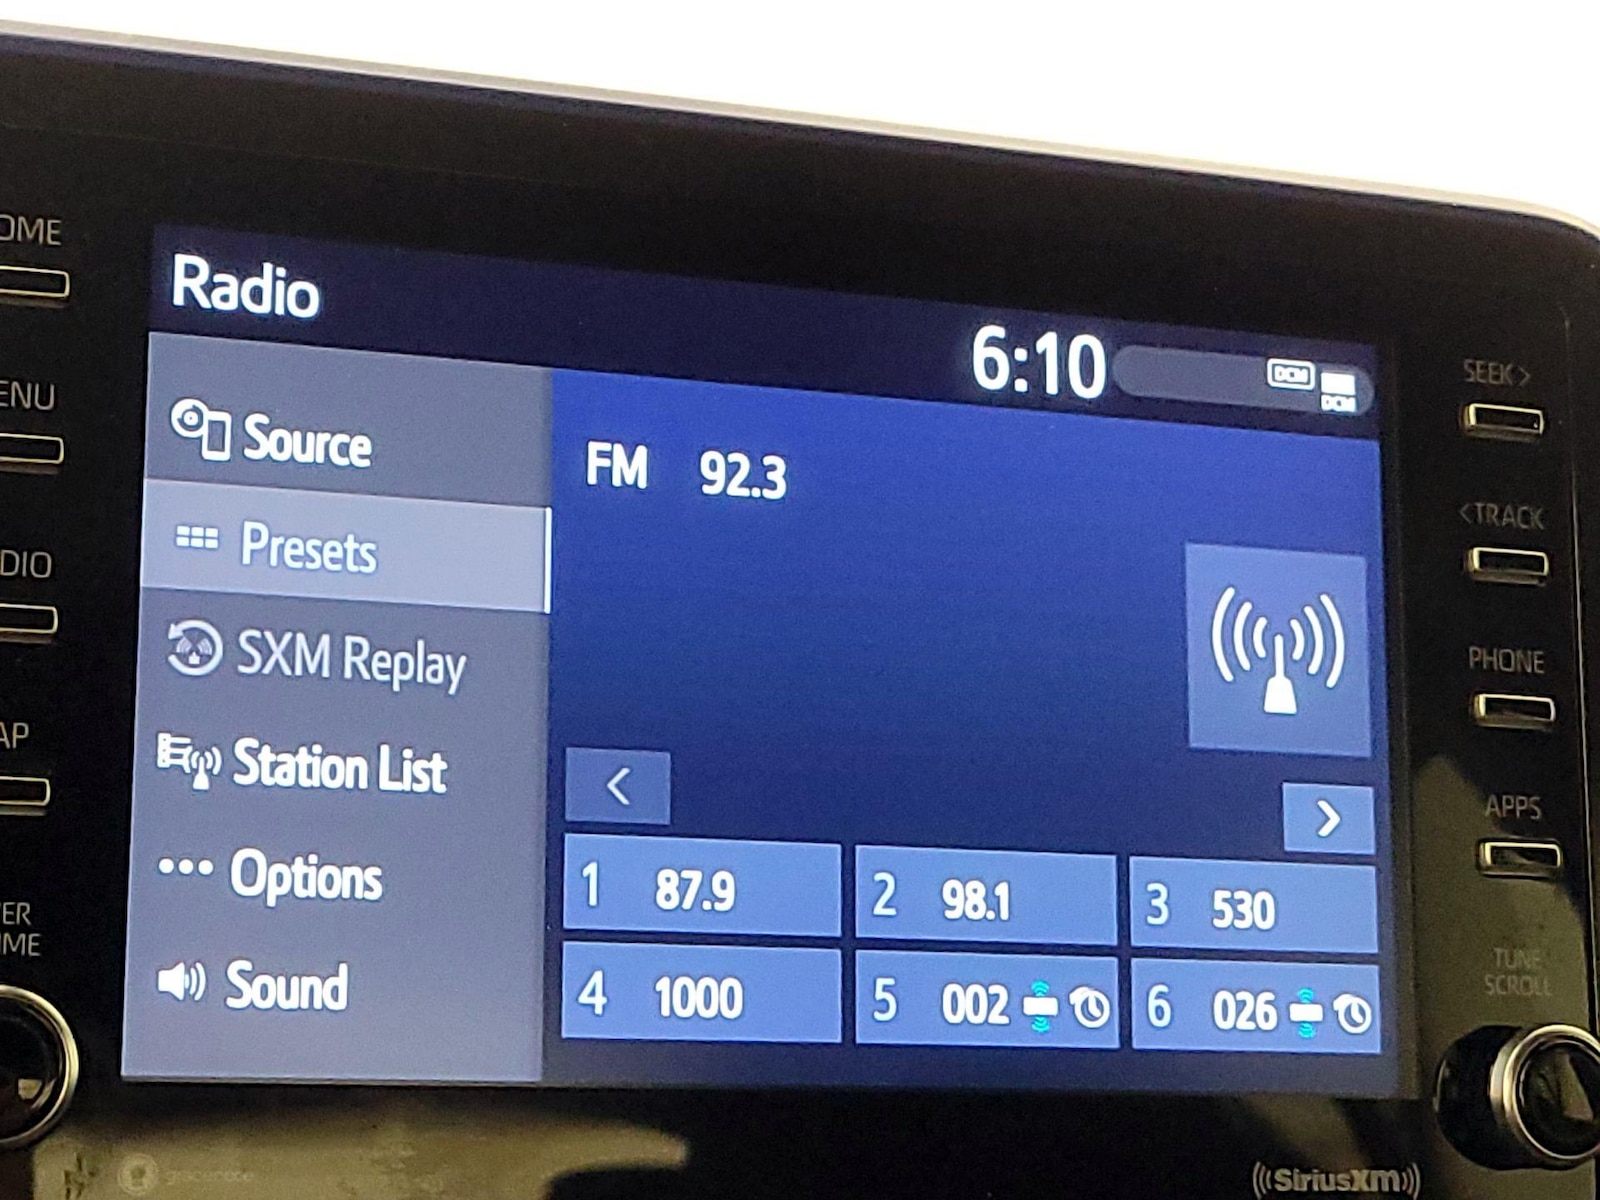 Radio
6:10
DCM
DCM
Source
Presets
SXM Replay
Station List
Options
Sound
FM 92.3
<
>
1 87.9
2 98.1
3 530
4 1000
5 002
6 026
OME
ENU
DIO
AP
ER
ME
SEEK >
< TRACK
PHONE
APPS
TUNE
SCROLL
SiriusXM